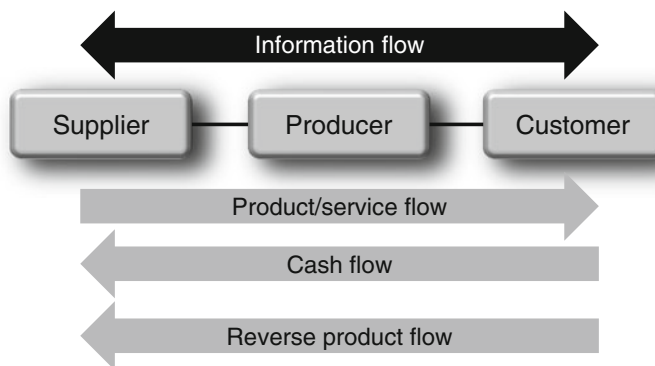 Information flow
Supplier Producer Customer
Product/service flow
Cash flow
Reverse product flow